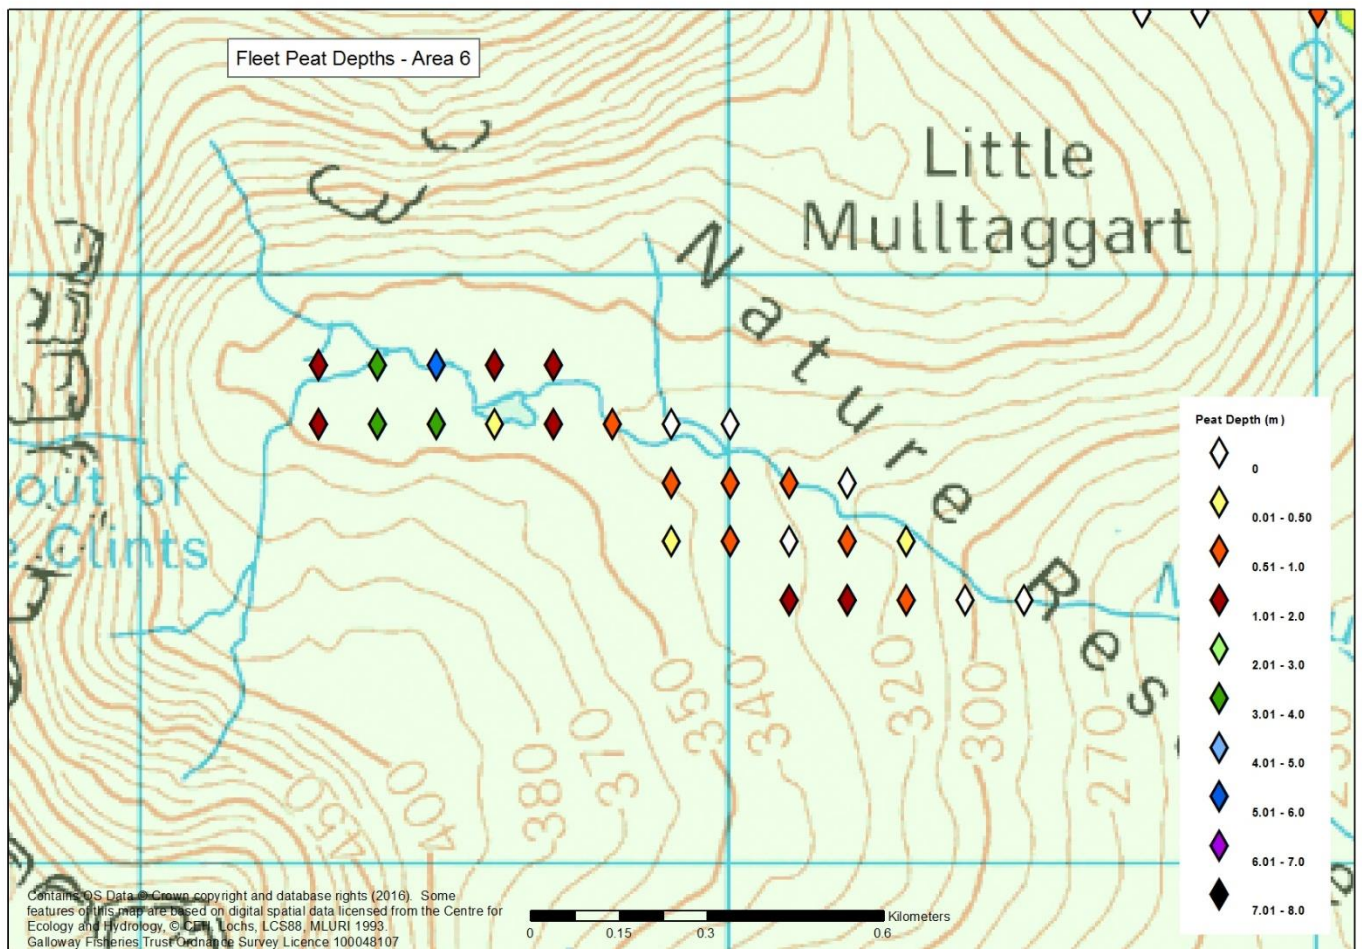 Fleet Peat Depths - Area 6
Little
Mulltaggart
Nature Res
out of
e Clints
Peat Depth (m)
0
0.01 - 0.50
0.51 - 1.0
1.01 - 2.0
2.01 - 3.0
3.01 - 4.0
4.01 - 5.0
5.01 - 6.0
6.01 - 7.0
7.01 - 8.0
350
340
320
300
270
370
380
400
450
Contains OS Data © Crown copyright and database rights (2016). Some
features of this map are based on digital spatial data licensed from the Centre for
Ecology and Hydrology, © CEH, Lochs, LCS88, MLURI 1993.
Galloway Fisheries Trust Ordnance Survey Licence 100048107
Kilometers
0 0.15 0.3 0.6